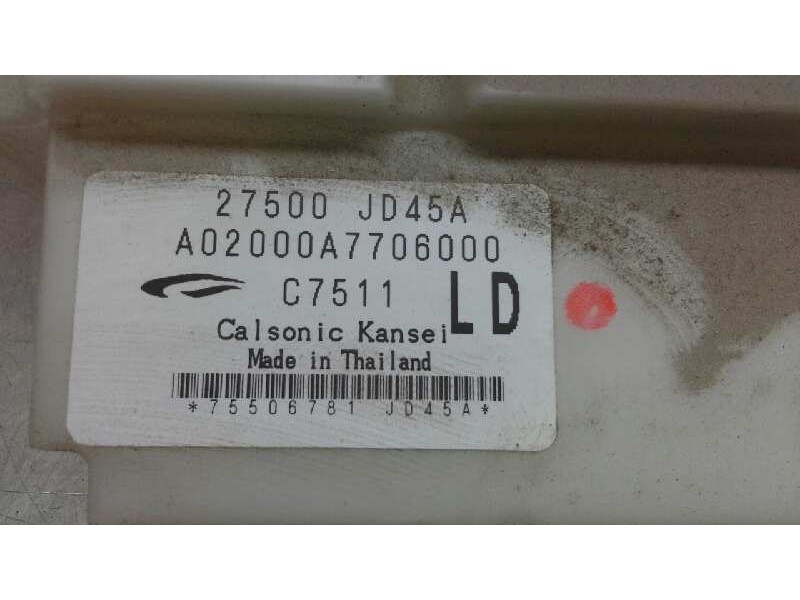 27500 JD45A
A02000A7706000
C7511 LD
Calsonic Kansei
Made in Thailand
*75506781 JD45A*